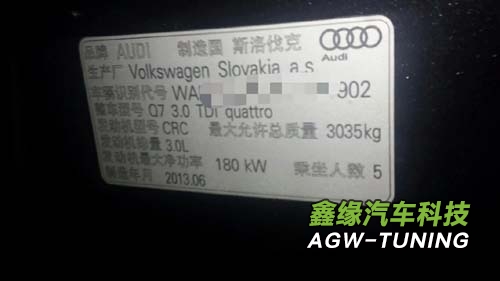 品牌 AUDI 制造国 斯洛伐克
Audi
生产厂 Volkswagen Slovakia a.s
车辆识别代号 WA 902
整车型号 Q7 3.0 TDI quattro
发动机型号 CRC 最大允许总质量 3035kg
发动机排量 3.0L
发动机最大净功率 180 kW 乘坐人数 5
制造年月 2013.06
鑫缘汽车科技
AGW-TUNING